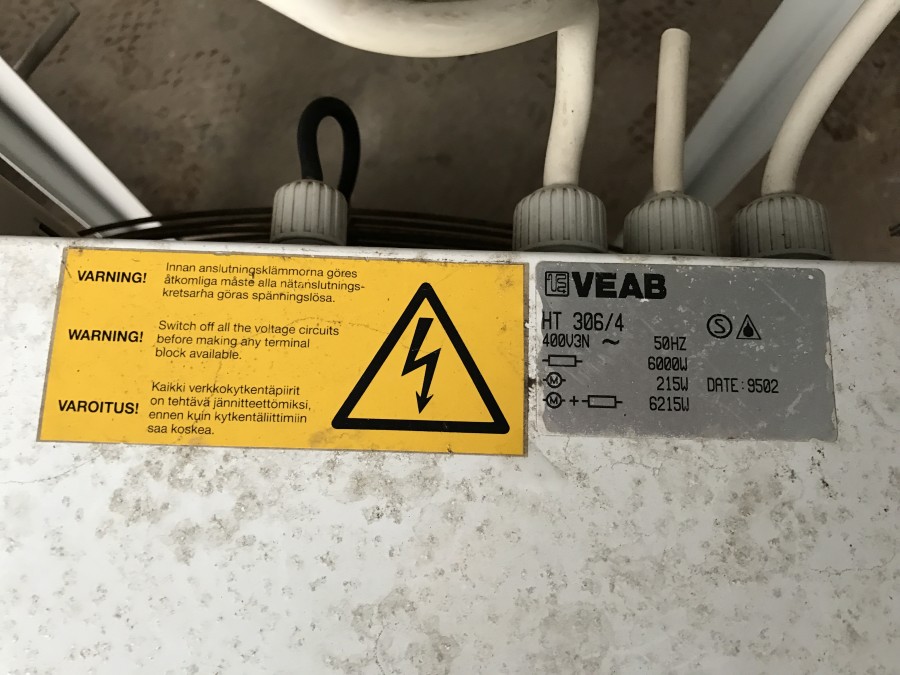 VARNING!
Innan anslutningsklämmorna göres
åtkomliga måste alla nätanslutnings-
kretsarha göras spänhingslösa.
WARNING!
Switch off all the voltage circuits
before making any terminal
block available.
VAROITUS!
Kaikki verkkokytkentäpiirit
on tehtävä jännitteettömiksi,
ennen kuin kytkentäliittimiin
saa koskea.
VEAB
HT 306/4
400V3N ~ 50HZ
6000W
M 215W DATE:9502
M + 6215W
S